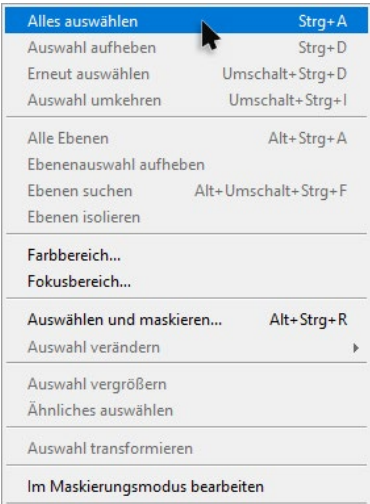 Alles auswählen Strg+A
Auswahl aufheben Strg+D
Erneut auswählen Umschalt+Strg+D
Auswahl umkehren Umschalt+Strg+I
Alle Ebenen Alt+Strg+A
Ebenenauswahl aufheben
Ebenen suchen Alt+Umschalt+Strg+F
Ebenen isolieren
Farbbereich...
Fokusbereich...
Auswählen und maskieren... Alt+Strg+R
Auswahl verändern
Auswahl vergrößern
Ähnliches auswählen
Auswahl transformieren
Im Maskierungsmodus bearbeiten